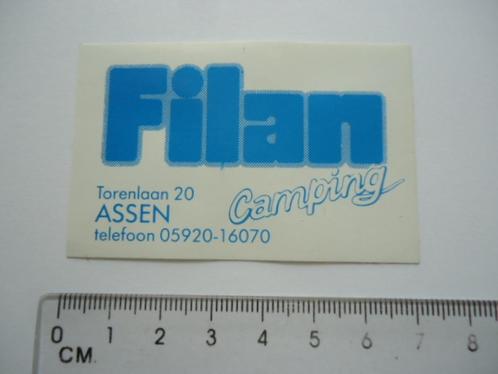 Filan
Camping
Torenlaan 20
ASSEN
telefoon 05920-16070
0 1 2 3 4 5 6 7 8
CM.